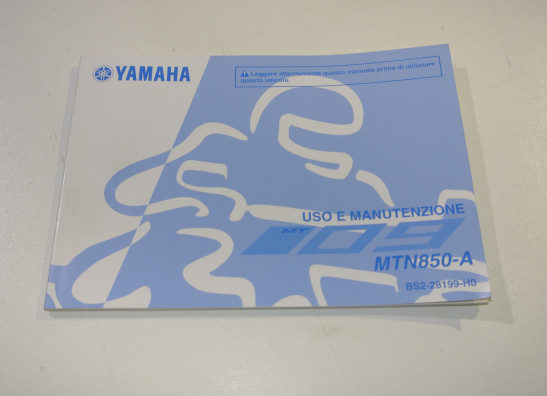 YAMAHA
Leggere attentamente questo manuale prima di utilizzare
questo veicolo.
USO E MANUTENZIONE
MT 09
MTN850-A
BS2-28199-H0